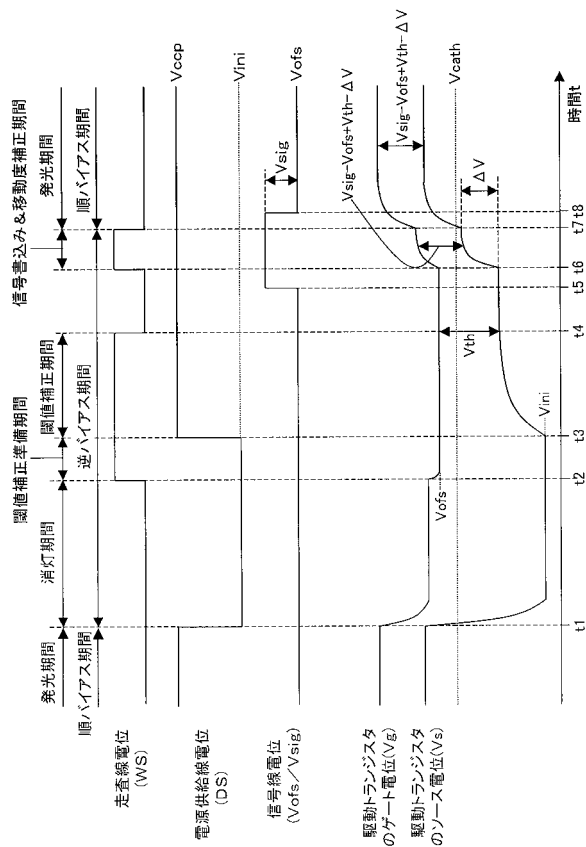 発光期間
消灯期間
閾値補正準備期間
閾値補正期間
信号書込み＆移動度補正期間
発光期間
順バイアス期間
逆バイアス期間
順バイアス期間
走査線電位
(WS)
電源供給線電位
(DS)
Vccp
Vini
信号線電位
(Vofs／Vsig)
Vsig
Vofs
駆動トランジスタ
のゲート電位(Vg)
駆動トランジスタ
のソース電位(Vs)
Vofs
Vini
Vth
Vsig-Vofs+Vth-ΔV
Vsig-Vofs+Vth-ΔV
Vcath
ΔV
t1
t2
t3
t4
t5
t6
t7
t8
時間t